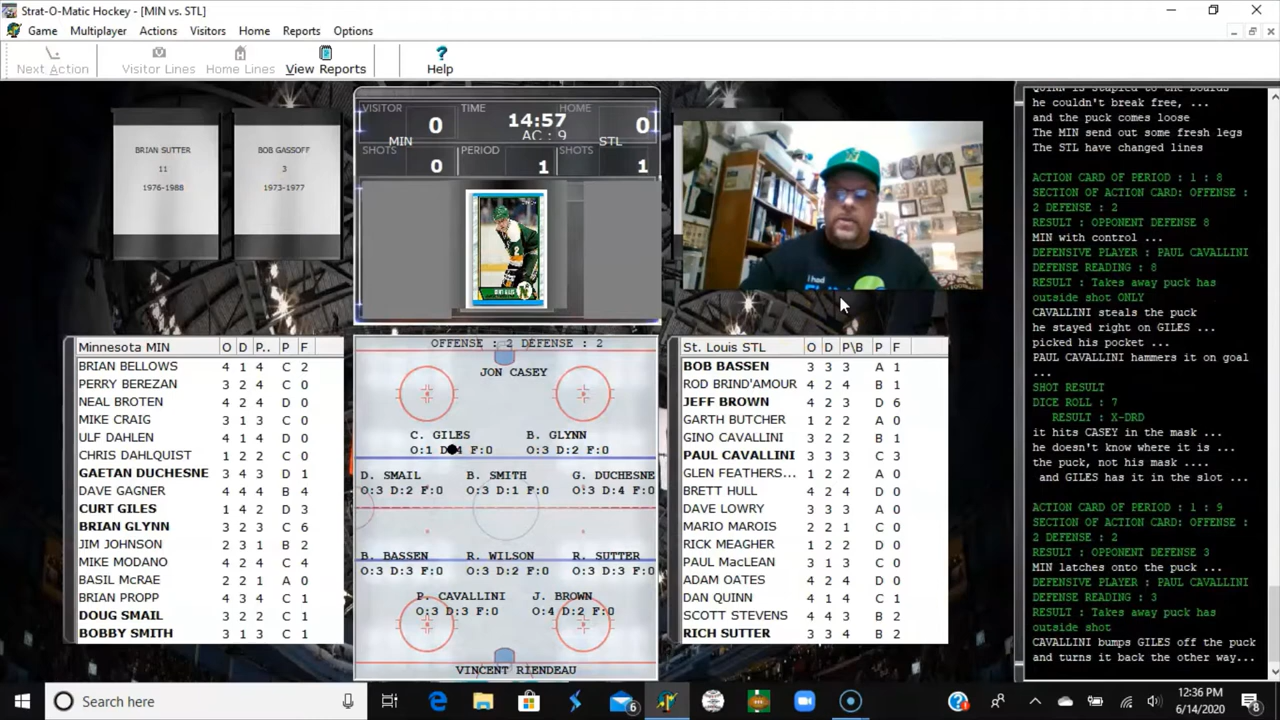 Strat-O-Matic Hockey - [MIN vs. STL]
Game Multiplayer Actions Visitors Home Reports Options
Next Action Visitor Lines Home Lines View Reports Help
BRIAN SUTTER
11
1976-1988
BOB GASSOFF
3
1973-1977
VISITOR TIME HOME
0 14:57 0
MIN AC : 9 STL
SHOTS PERIOD SHOTS
0 1 1
Minnesota MIN O D P.. P F
BRIAN BELLOWS 4 1 4 C 2
PERRY BEREZAN 3 2 4 C 0
NEAL BROTEN 4 2 4 D 0
MIKE CRAIG 3 1 3 C 0
ULF DAHLEN 4 1 4 D 0
CHRIS DAHLQUIST 1 2 2 C 0
GAETAN DUCHESNE 3 4 3 D 1
DAVE GAGNER 4 4 4 B 4
CURT GILES 1 4 2 D 3
BRIAN GLYNN 3 2 3 C 6
JIM JOHNSON 2 3 1 B 2
MIKE MODANO 4 2 4 C 4
BASIL McRAE 2 2 1 A 0
BRIAN PROPP 4 3 4 C 1
DOUG SMAIL 3 2 2 C 1
BOBBY SMITH 3 1 3 C 1
OFFENSE : 2 DEFENSE : 2
JON CASEY
C. GILES B. GLYNN
O:1 D:4 F:0 O:3 D:2 F:0
D. SMAIL B. SMITH G. DUCHESNE
O:3 D:2 F:0 O:3 D:1 F:0 O:3 D:4 F:0
B. BASSEN R. WILSON R. SUTTER
O:3 D:3 F:0 O:3 D:2 F:0 O:3 D:3 F:0
P. CAVALLINI J. BROWN
O:3 D:3 F:0 O:4 D:2 F:0
VINCENT RIENDEAU
I had
St. Louis STL O D P\B P F
BOB BASSEN 3 3 3 A 1
ROD BRIND'AMOUR 4 2 3 B 1
JEFF BROWN 4 2 4 D 6
GARTH BUTCHER 1 2 2 A 0
GINO CAVALLINI 3 2 2 B 1
PAUL CAVALLINI 3 3 3 C 3
GLEN FEATHERS... 1 2 2 A 0
BRETT HULL 4 2 4 D 0
DAVE LOWRY 3 3 3 A 0
MARIO MAROIS 2 2 1 C 0
RICK MEAGHER 1 2 2 D 0
PAUL MacLEAN 3 1 3 C 0
ADAM OATES 4 2 4 D 0
DAN QUINN 4 1 4 C 1
SCOTT STEVENS 4 4 3 B 2
RICH SUTTER 3 3 4 B 2
QUINN is stapled to the boards
he couldn't break free, ...
and the puck comes loose
The MIN send out some fresh legs
The STL have changed lines
ACTION CARD OF PERIOD : 1 : 8
SECTION OF ACTION CARD: OFFENSE :
2 DEFENSE : 2
RESULT : OPPONENT DEFENSE 8
MIN with control ...
DEFENSIVE PLAYER : PAUL CAVALLINI
DEFENSE READING : 8
RESULT : Takes away puck has
outside shot ONLY
CAVALLINI steals the puck
he stayed right on GILES ...
picked his pocket ...
PAUL CAVALLINI hammers it on goal
...
SHOT RESULT
DICE ROLL : 7
RESULT : X-DRD
it hits CASEY in the mask ...
he doesn't know where it is ...
the puck, not his mask ....
and GILES has it in the slot ...
ACTION CARD OF PERIOD : 1 : 9
SECTION OF ACTION CARD: OFFENSE :
2 DEFENSE : 2
RESULT : OPPONENT DEFENSE 3
MIN latches onto the puck ...
DEFENSIVE PLAYER : PAUL CAVALLINI
DEFENSE READING : 3
RESULT : Takes away puck has
outside shot
CAVALLINI bumps GILES off the puck
and turns it back the other way...
Search here
6
12:36 PM
6/14/2020
8